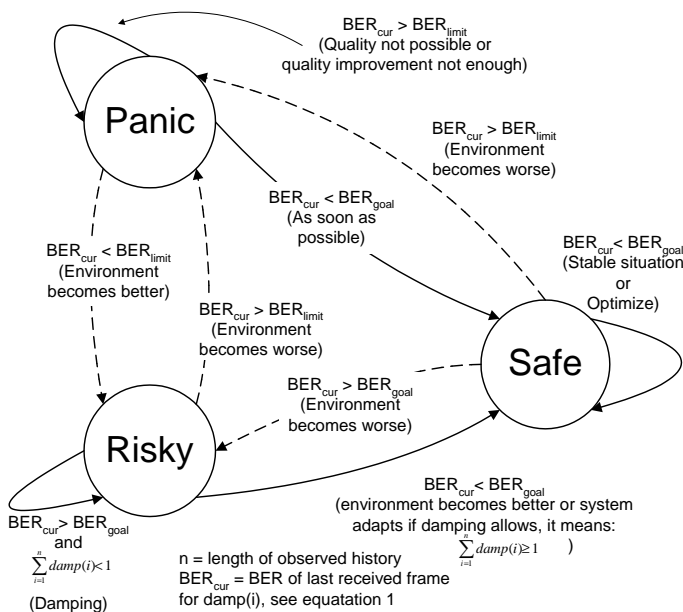 BER_cur > BER_limit
(Quality not possible or
quality improvement not enough)
Panic
BER_cur > BER_limit
(Environment
becomes worse)
BER_cur < BER_goal
(As soon as
possible)
BER_cur < BER_goal
(Stable situation
or
Optimize)
BER_cur < BER_limit
(Environment
becomes better)
BER_cur > BER_limit
(Environment
becomes worse)
Safe
BER_cur > BER_goal
(Environment
becomes worse)
Risky
BER_cur < BER_goal
(environment becomes better or system
adapts if damping allows, it means:
∑_{i=1}^{n} damp(i) ≥ 1 )
BER_cur > BER_goal
and
∑_{i=1}^{n} damp(i) < 1
(Damping)
n = length of observed history
BER_cur = BER of last received frame
for damp(i), see equatation 1